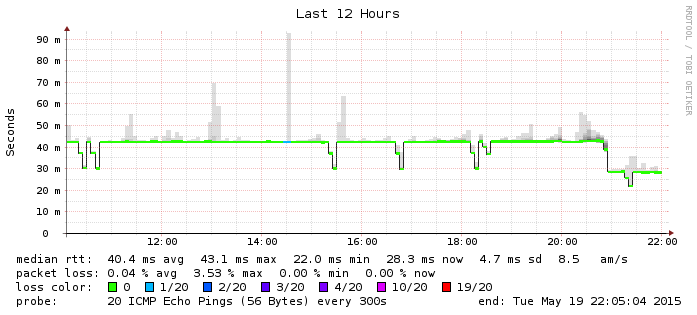 Last 12 Hours
RRDTOOL / TOBI OETIKER
Seconds
90 m
80 m
70 m
60 m
50 m
40 m
30 m
20 m
10 m
0
12:00 14:00 16:00 18:00 20:00 22:00
median rtt: 40.4 ms avg 43.1 ms max 22.0 ms min 28.3 ms now 4.7 ms sd 8.5 am/s
packet loss: 0.04 % avg 3.53 % max 0.00 % min 0.00 % now
loss color: 0 1/20 2/20 3/20 4/20 10/20 19/20
probe: 20 ICMP Echo Pings (56 Bytes) every 300s end: Tue May 19 22:05:04 2015